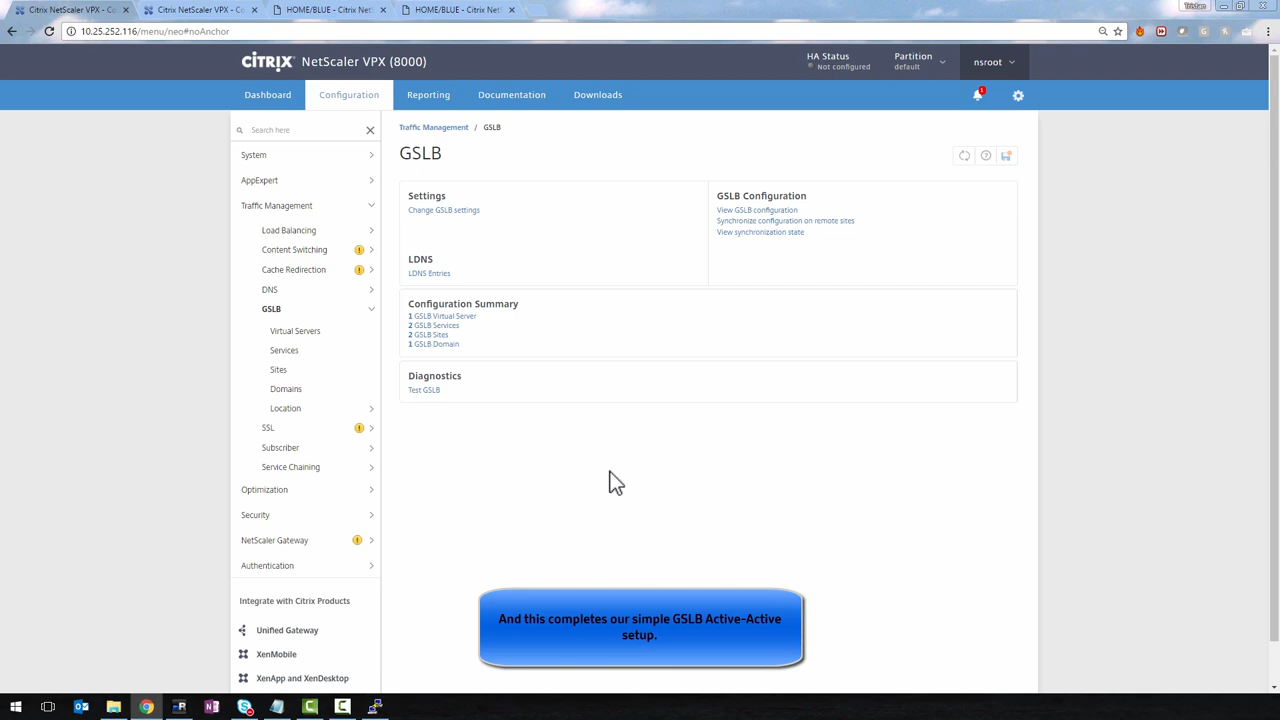 Citrix NetScaler VPX - C
Citrix NetScaler VPX - C
HOME/BLUE - VMWare
HOME/BLUE - VMWare
Tristan
10.25.252.116/menu/neo#noAnchor
CITRIX NetScaler VPX (8000)
HA Status
Not configured
Partition
default
nsroot
Dashboard
Configuration
Reporting
Documentation
Downloads
1
Search here
System
AppExpert
Traffic Management
Load Balancing
Content Switching
Cache Redirection
DNS
GSLB
Virtual Servers
Services
Sites
Domains
Location
SSL
Subscriber
Service Chaining
Optimization
Security
NetScaler Gateway
Authentication
Integrate with Citrix Products
Unified Gateway
XenMobile
XenApp and XenDesktop
Traffic Management / GSLB
GSLB
Settings
Change GSLB settings
LDNS
LDNS Entries
GSLB Configuration
View GSLB configuration
Synchronize configuration on remote sites
View synchronization state
Configuration Summary
1 GSLB Virtual Server
2 GSLB Services
2 GSLB Sites
1 GSLB Domain
Diagnostics
Test GSLB
And this completes our simple GSLB Active-Active
setup.